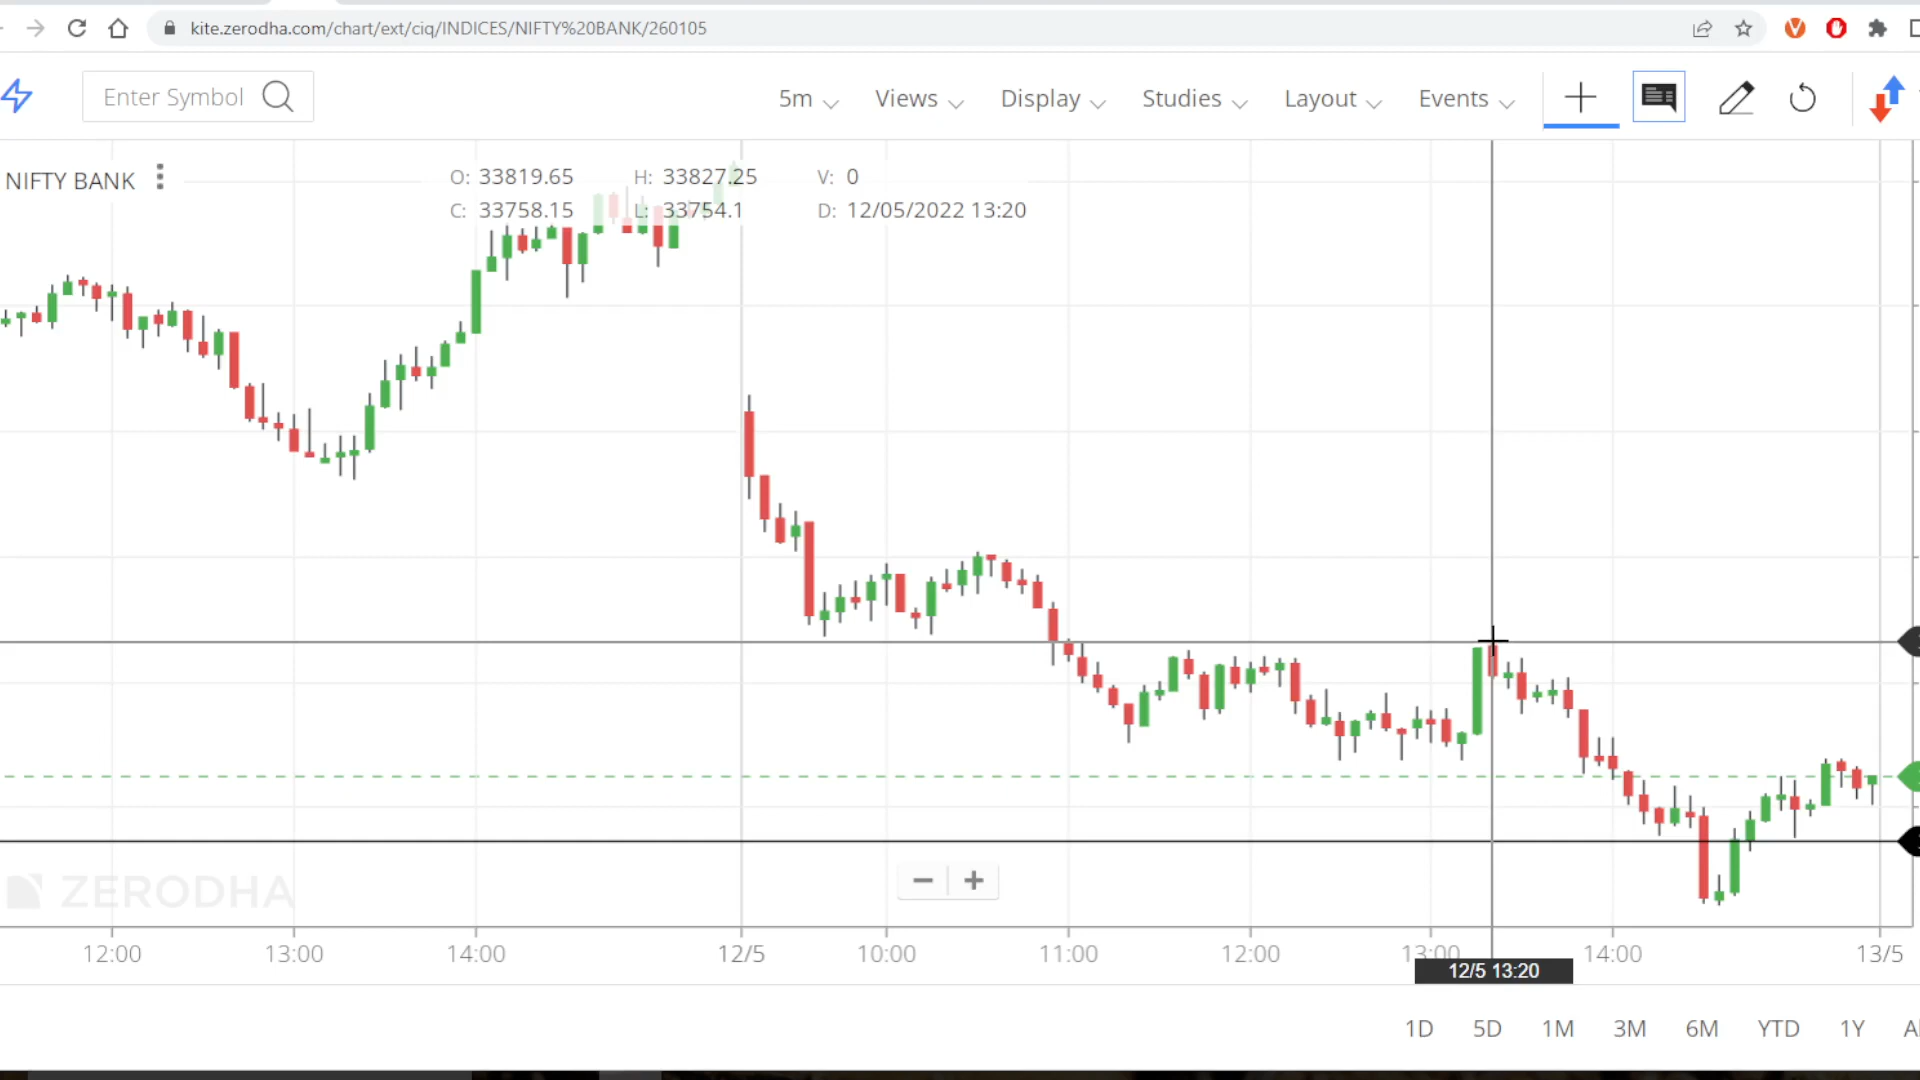 kite.zerodha.com/chart/ext/ciq/INDICES/NIFTY%20BANK/260105
Enter Symbol
5m
Views
Display
Studies
Layout
Events
NIFTY BANK
O: 33819.65 H: 33827.25 V: 0
C: 33758.15 L: 33754.1 D: 12/05/2022 13:20
ZERODHA
12:00 13:00 14:00 12/5 10:00 11:00 12:00 13:00 14:00 13/5
12/5 13:20
1D 5D 1M 3M 6M YTD 1Y